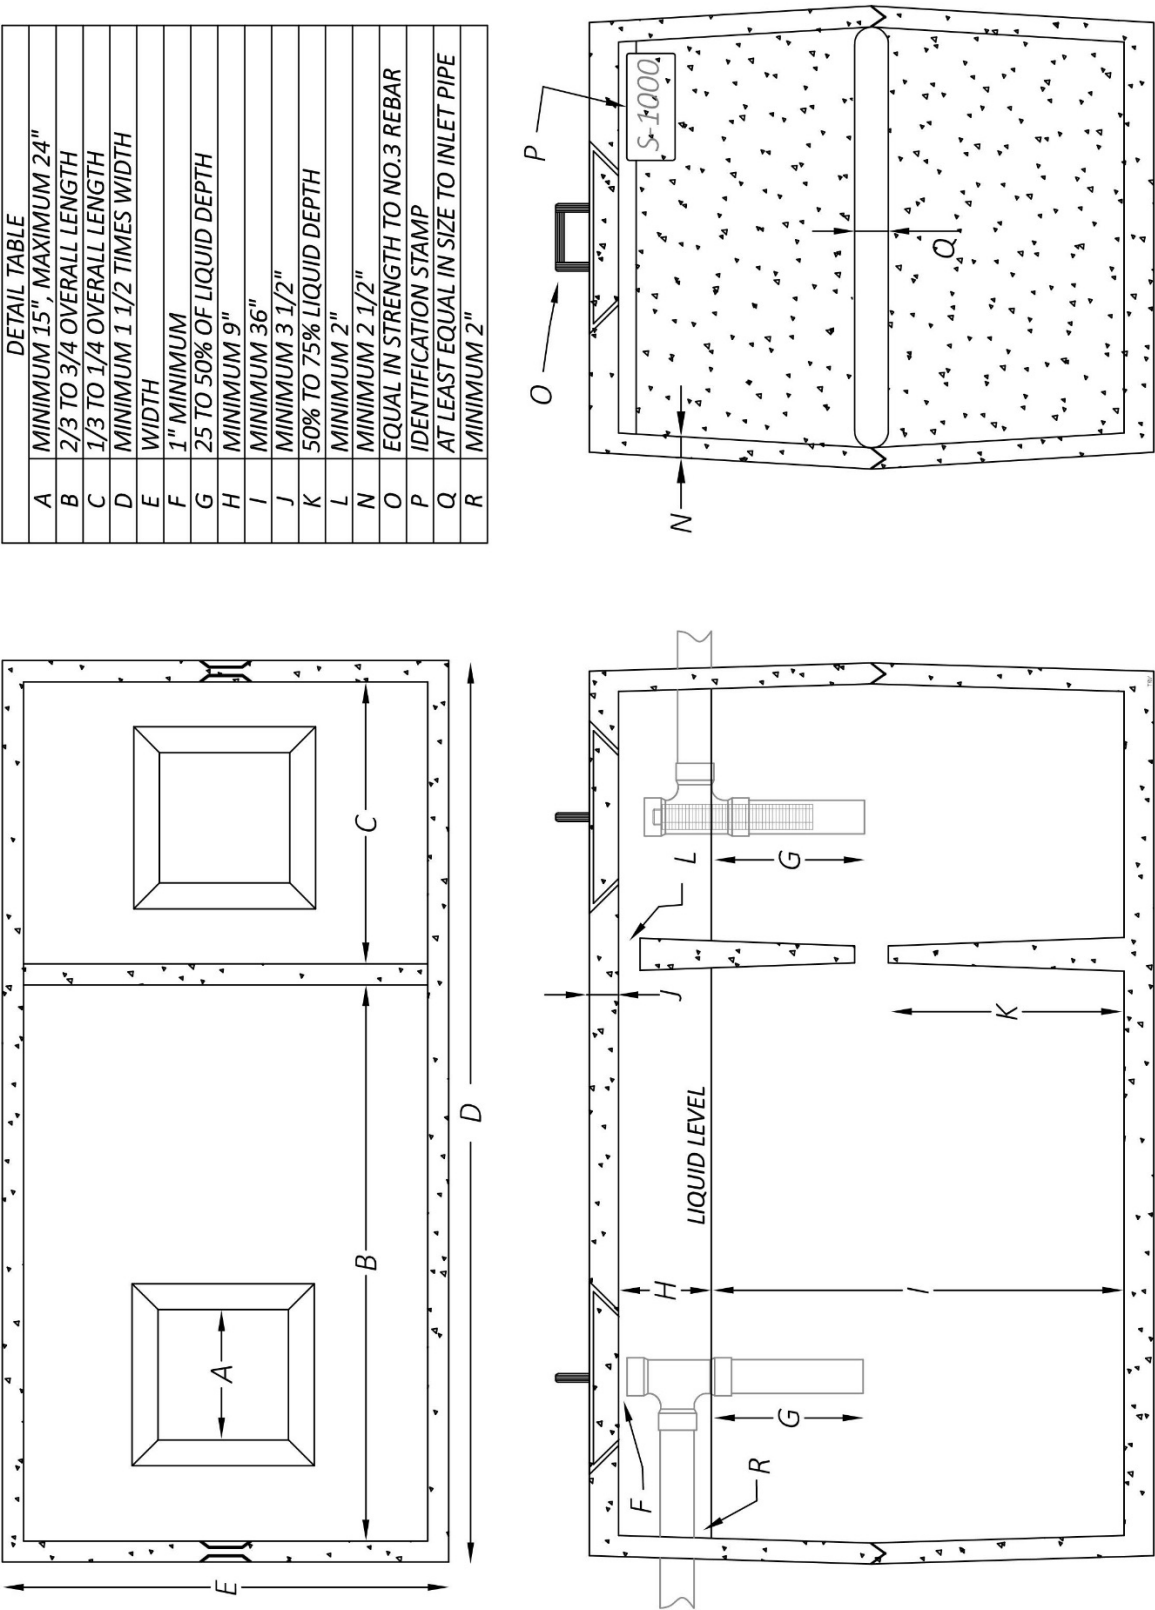 DETAIL TABLE
A MINIMUM 15", MAXIMUM 24"
B 2/3 TO 3/4 OVERALL LENGTH
C 1/3 TO 1/4 OVERALL LENGTH
D MINIMUM 1 1/2 TIMES WIDTH
E WIDTH
F 1" MINIMUM
G 25 TO 50% OF LIQUID DEPTH
H MINIMUM 9"
I MINIMUM 36"
J MINIMUM 3 1/2"
K 50% TO 75% LIQUID DEPTH
L MINIMUM 2"
N MINIMUM 2 1/2"
O EQUAL IN STRENGTH TO NO.3 REBAR
P IDENTIFICATION STAMP
Q AT LEAST EQUAL IN SIZE TO INLET PIPE
R MINIMUM 2"
E
A
B
C
D
F
R
G
H
I
LIQUID LEVEL
J
K
L
G
N
O
P
S-1000
Q